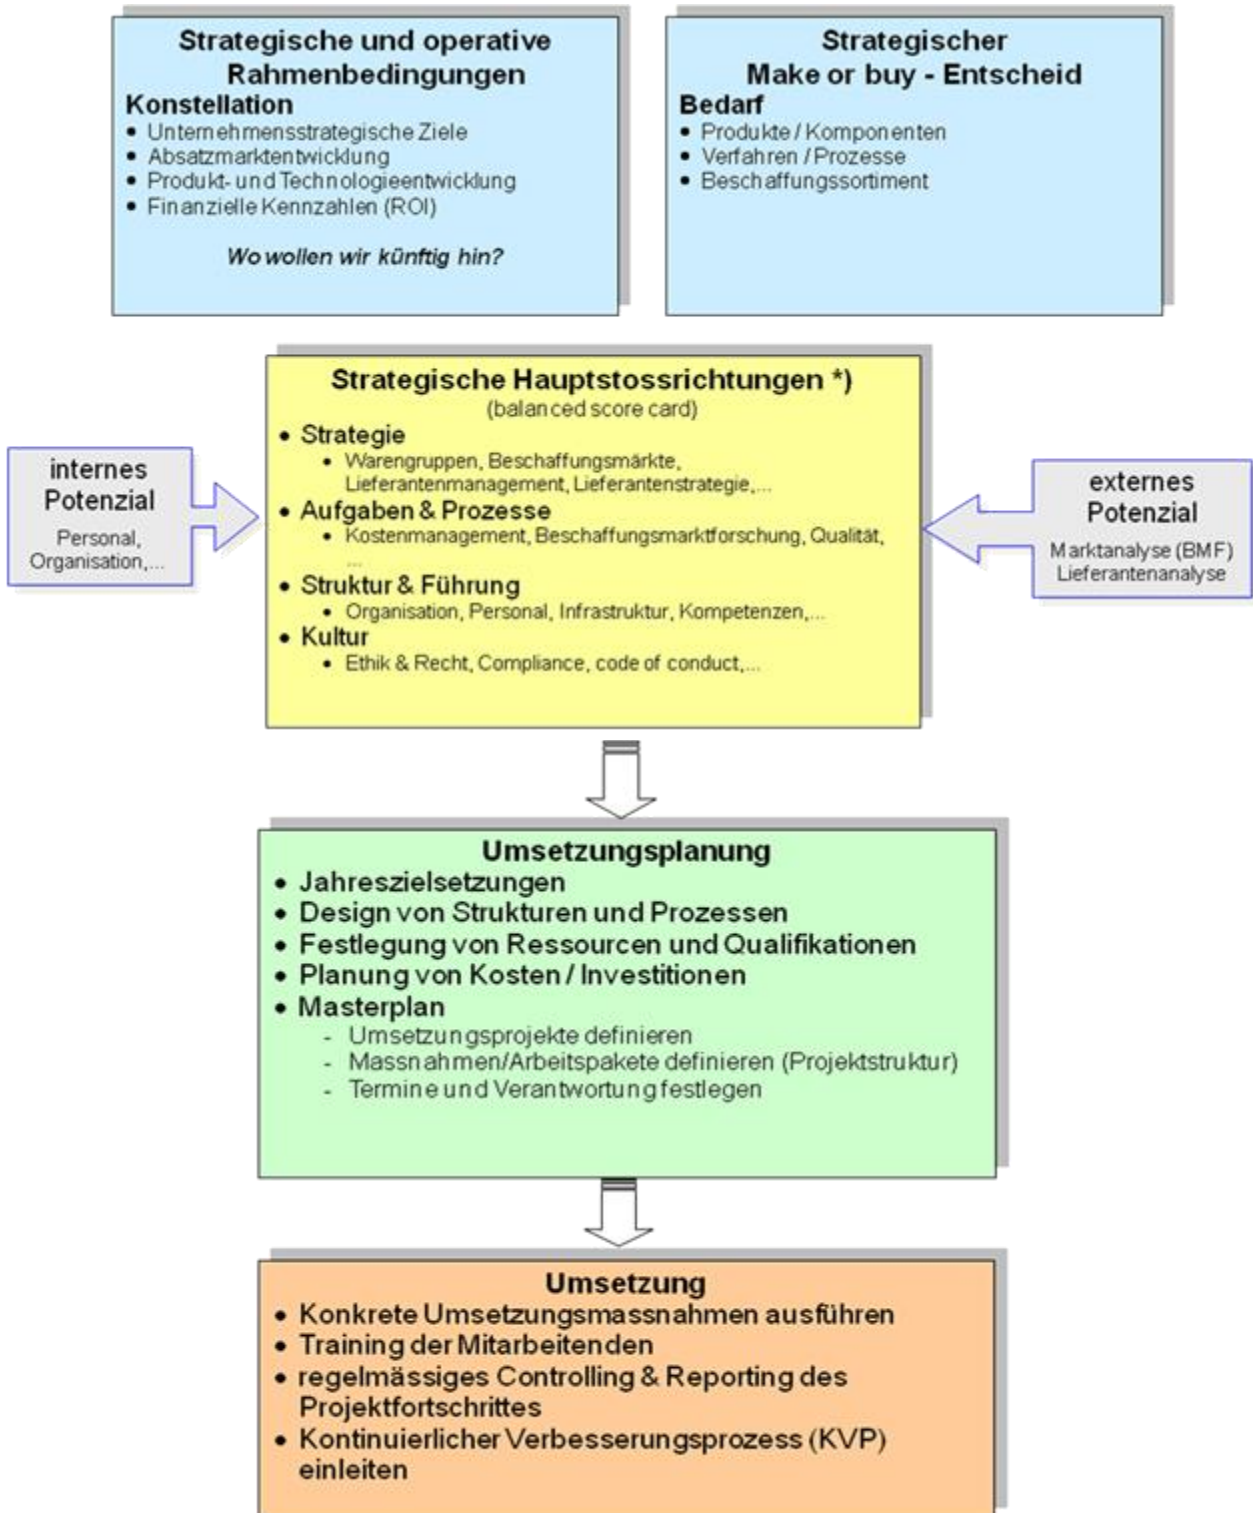 Strategische und operative
Rahmenbedingungen
Konstellation
• Unternehmensstrategische Ziele
• Absatzmarktentwicklung
• Produkt- und Technologieentwicklung
• Finanzielle Kennzahlen (ROI)
Wo wollen wir künftig hin?
Strategischer
Make or buy - Entscheid
Bedarf
• Produkte / Komponenten
• Verfahren / Prozesse
• Beschaffungssortiment
internes
Potenzial
Personal,
Organisation,...
Strategische Hauptstossrichtungen *)
(balanced score card)
• Strategie
• Warengruppen, Beschaffungsmärkte,
Lieferantenmanagement, Lieferantenstrategie,...
• Aufgaben & Prozesse
• Kostenmanagement, Beschaffungsmarktforschung, Qualität,
...
• Struktur & Führung
• Organisation, Personal, Infrastruktur, Kompetenzen,...
• Kultur
• Ethik & Recht, Compliance, code of conduct,...
externes
Potenzial
Marktanalyse (BMF)
Lieferantenanalyse
Umsetzungsplanung
• Jahreszielsetzungen
• Design von Strukturen und Prozessen
• Festlegung von Ressourcen und Qualifikationen
• Planung von Kosten / Investitionen
• Masterplan
- Umsetzungsprojekte definieren
- Massnahmen/Arbeitspakete definieren (Projektstruktur)
- Termine und Verantwortung festlegen
Umsetzung
• Konkrete Umsetzungsmassnahmen ausführen
• Training der Mitarbeitenden
• regelmässiges Controlling & Reporting des
Projektfortschrittes
• Kontinuierlicher Verbesserungsprozess (KVP)
einleiten